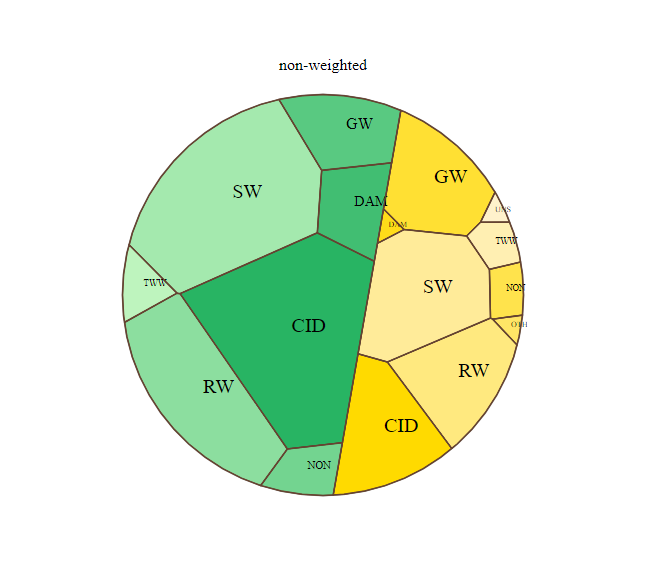 non-weighted
GW
GW
SW
DAM
UNS
DAM
TWW
SW
TWW
NON
CID
OTH
RW
RW
CID
NON